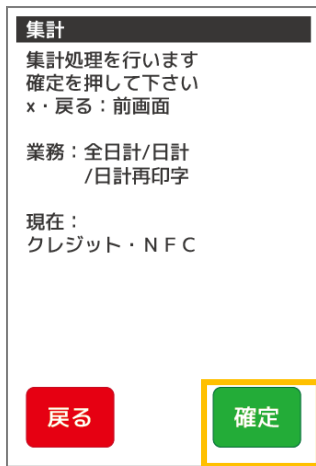 集計
集計処理を行います
確定を押して下さい
x・戻る：前画面
業務：全日計/日計
/日計再印字
現在：
クレジット・ＮＦＣ
戻る
確定